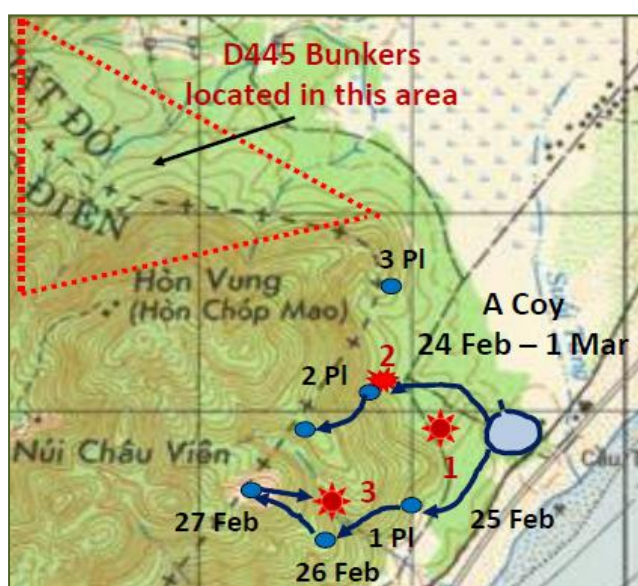 D445 Bunkers
located in this area
ĐẤT ĐỎ
ĐIỀN
3 Pl
Hòn Vung
(Hòn Chóp Mao)
A Coy
24 Feb – 1 Mar
2
2 Pl
1
Núi Châu Viên
3
27 Feb
25 Feb
1 Pl
26 Feb